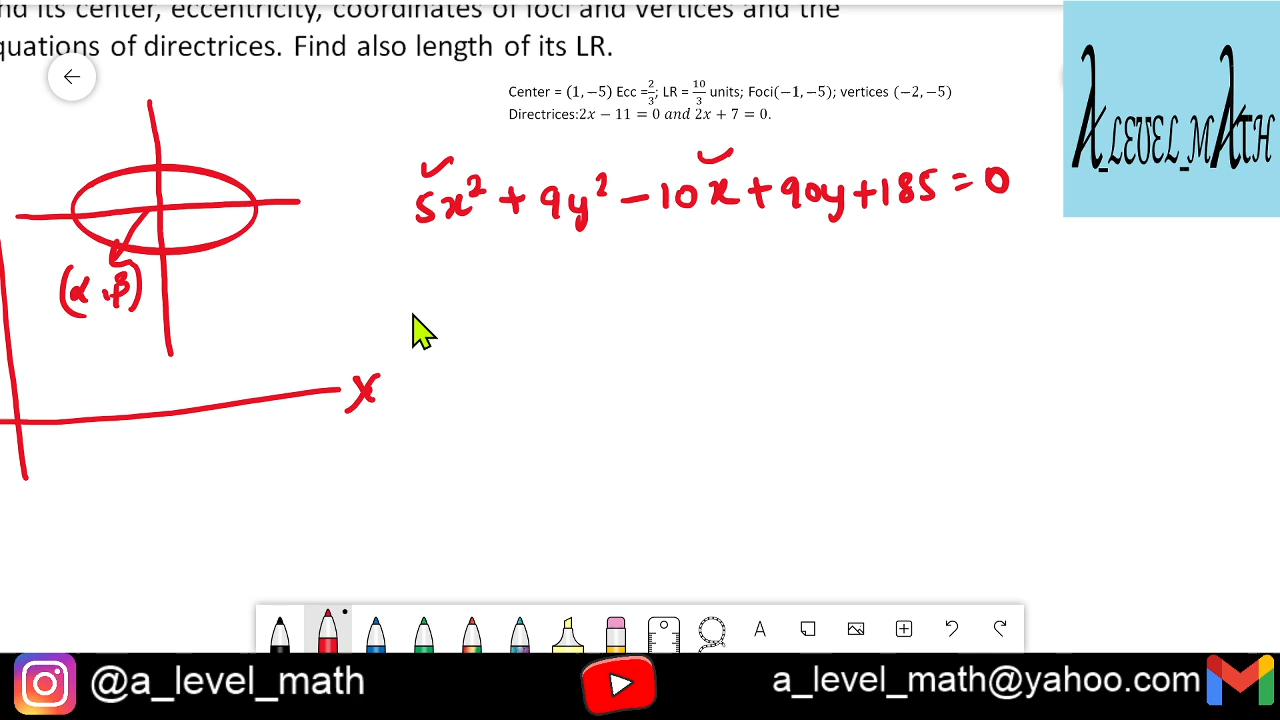 nd its center, eccentricity, coordinates of foci and vertices and the
quations of directrices. Find also length of its LR.
Center = (1, −5) Ecc =2/3; LR = 10/3 units; Foci(−1, −5); vertices (−2, −5)
Directrices:2x − 11 = 0 and 2x + 7 = 0.
5x² + 9y² − 10x + 90y + 185 = 0
(α, β)
X
A_LEVEL_MATH
A
@a_level_math
a_level_math@yahoo.com